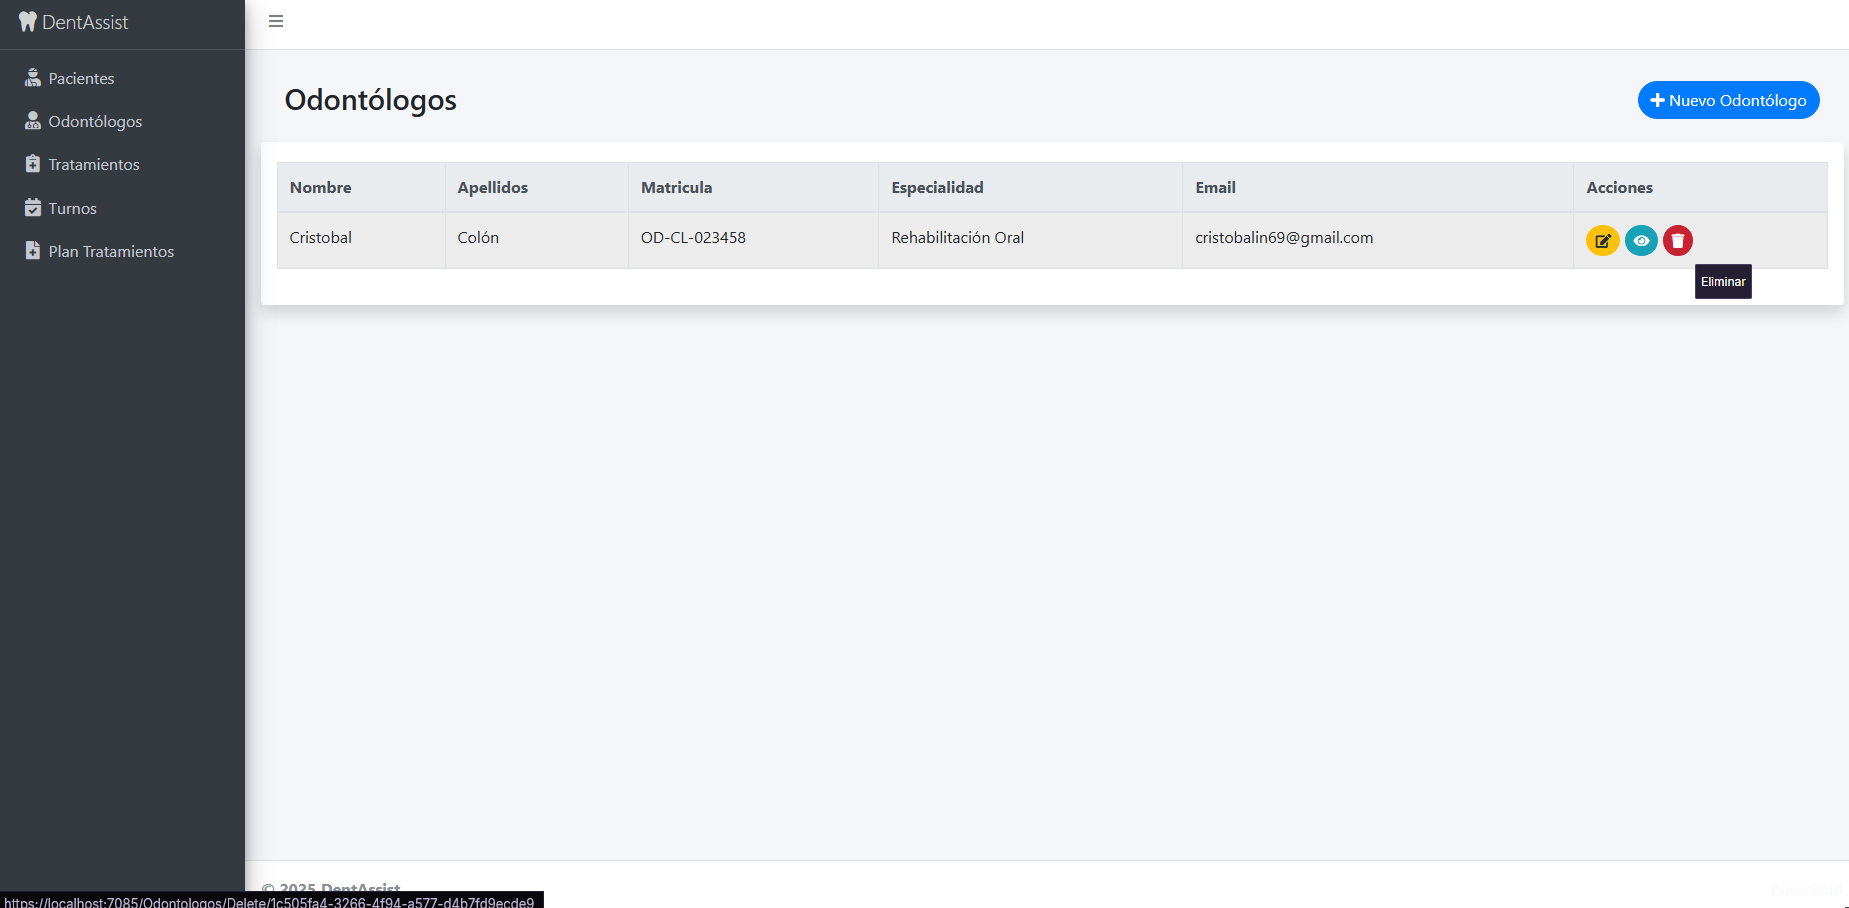 DentAssist
Pacientes
Odontólogos
Tratamientos
Turnos
Plan Tratamientos
Odontólogos
Nuevo Odontólogo
Nombre Apellidos Matricula Especialidad Email Acciones
Cristobal Colón OD-CL-023458 Rehabilitación Oral cristobalin69@gmail.com
Eliminar
© 2025 DentAssist
Privacidad
https://localhost:7085/Odontologos/Delete/1c505fa4-3266-4f94-a577-d4b7fd9ecde9